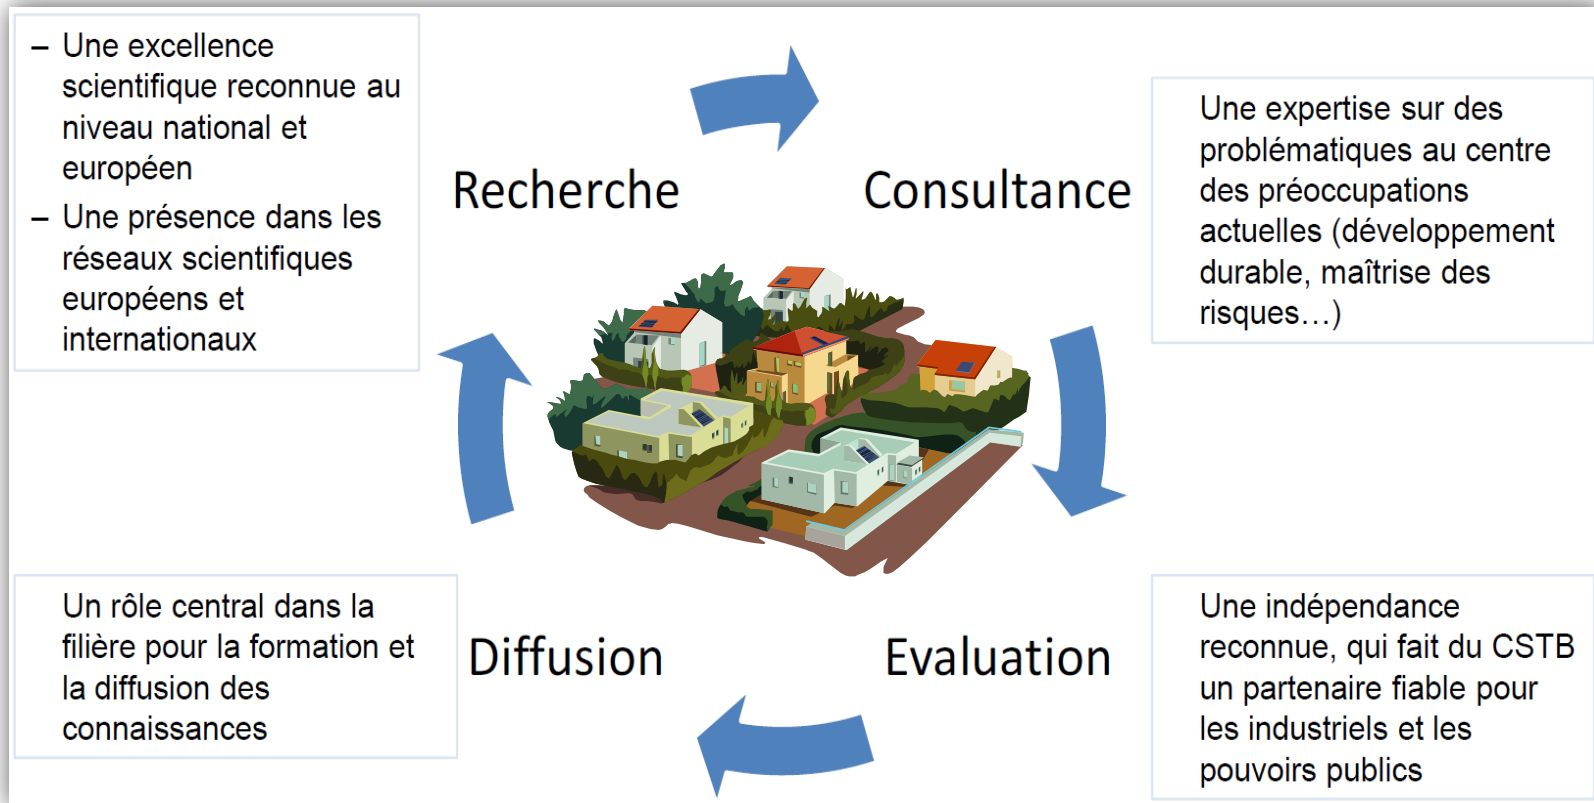 – Une excellence
scientifique reconnue au
niveau national et
européen
– Une présence dans les
réseaux scientifiques
européens et
internationaux
Recherche
Consultance
Une expertise sur des
problématiques au centre
des préoccupations
actuelles (développement
durable, maîtrise des
risques…)
Un rôle central dans la
filière pour la formation et
la diffusion des
connaissances
Diffusion
Evaluation
Une indépendance
reconnue, qui fait du CSTB
un partenaire fiable pour
les industriels et les
pouvoirs publics